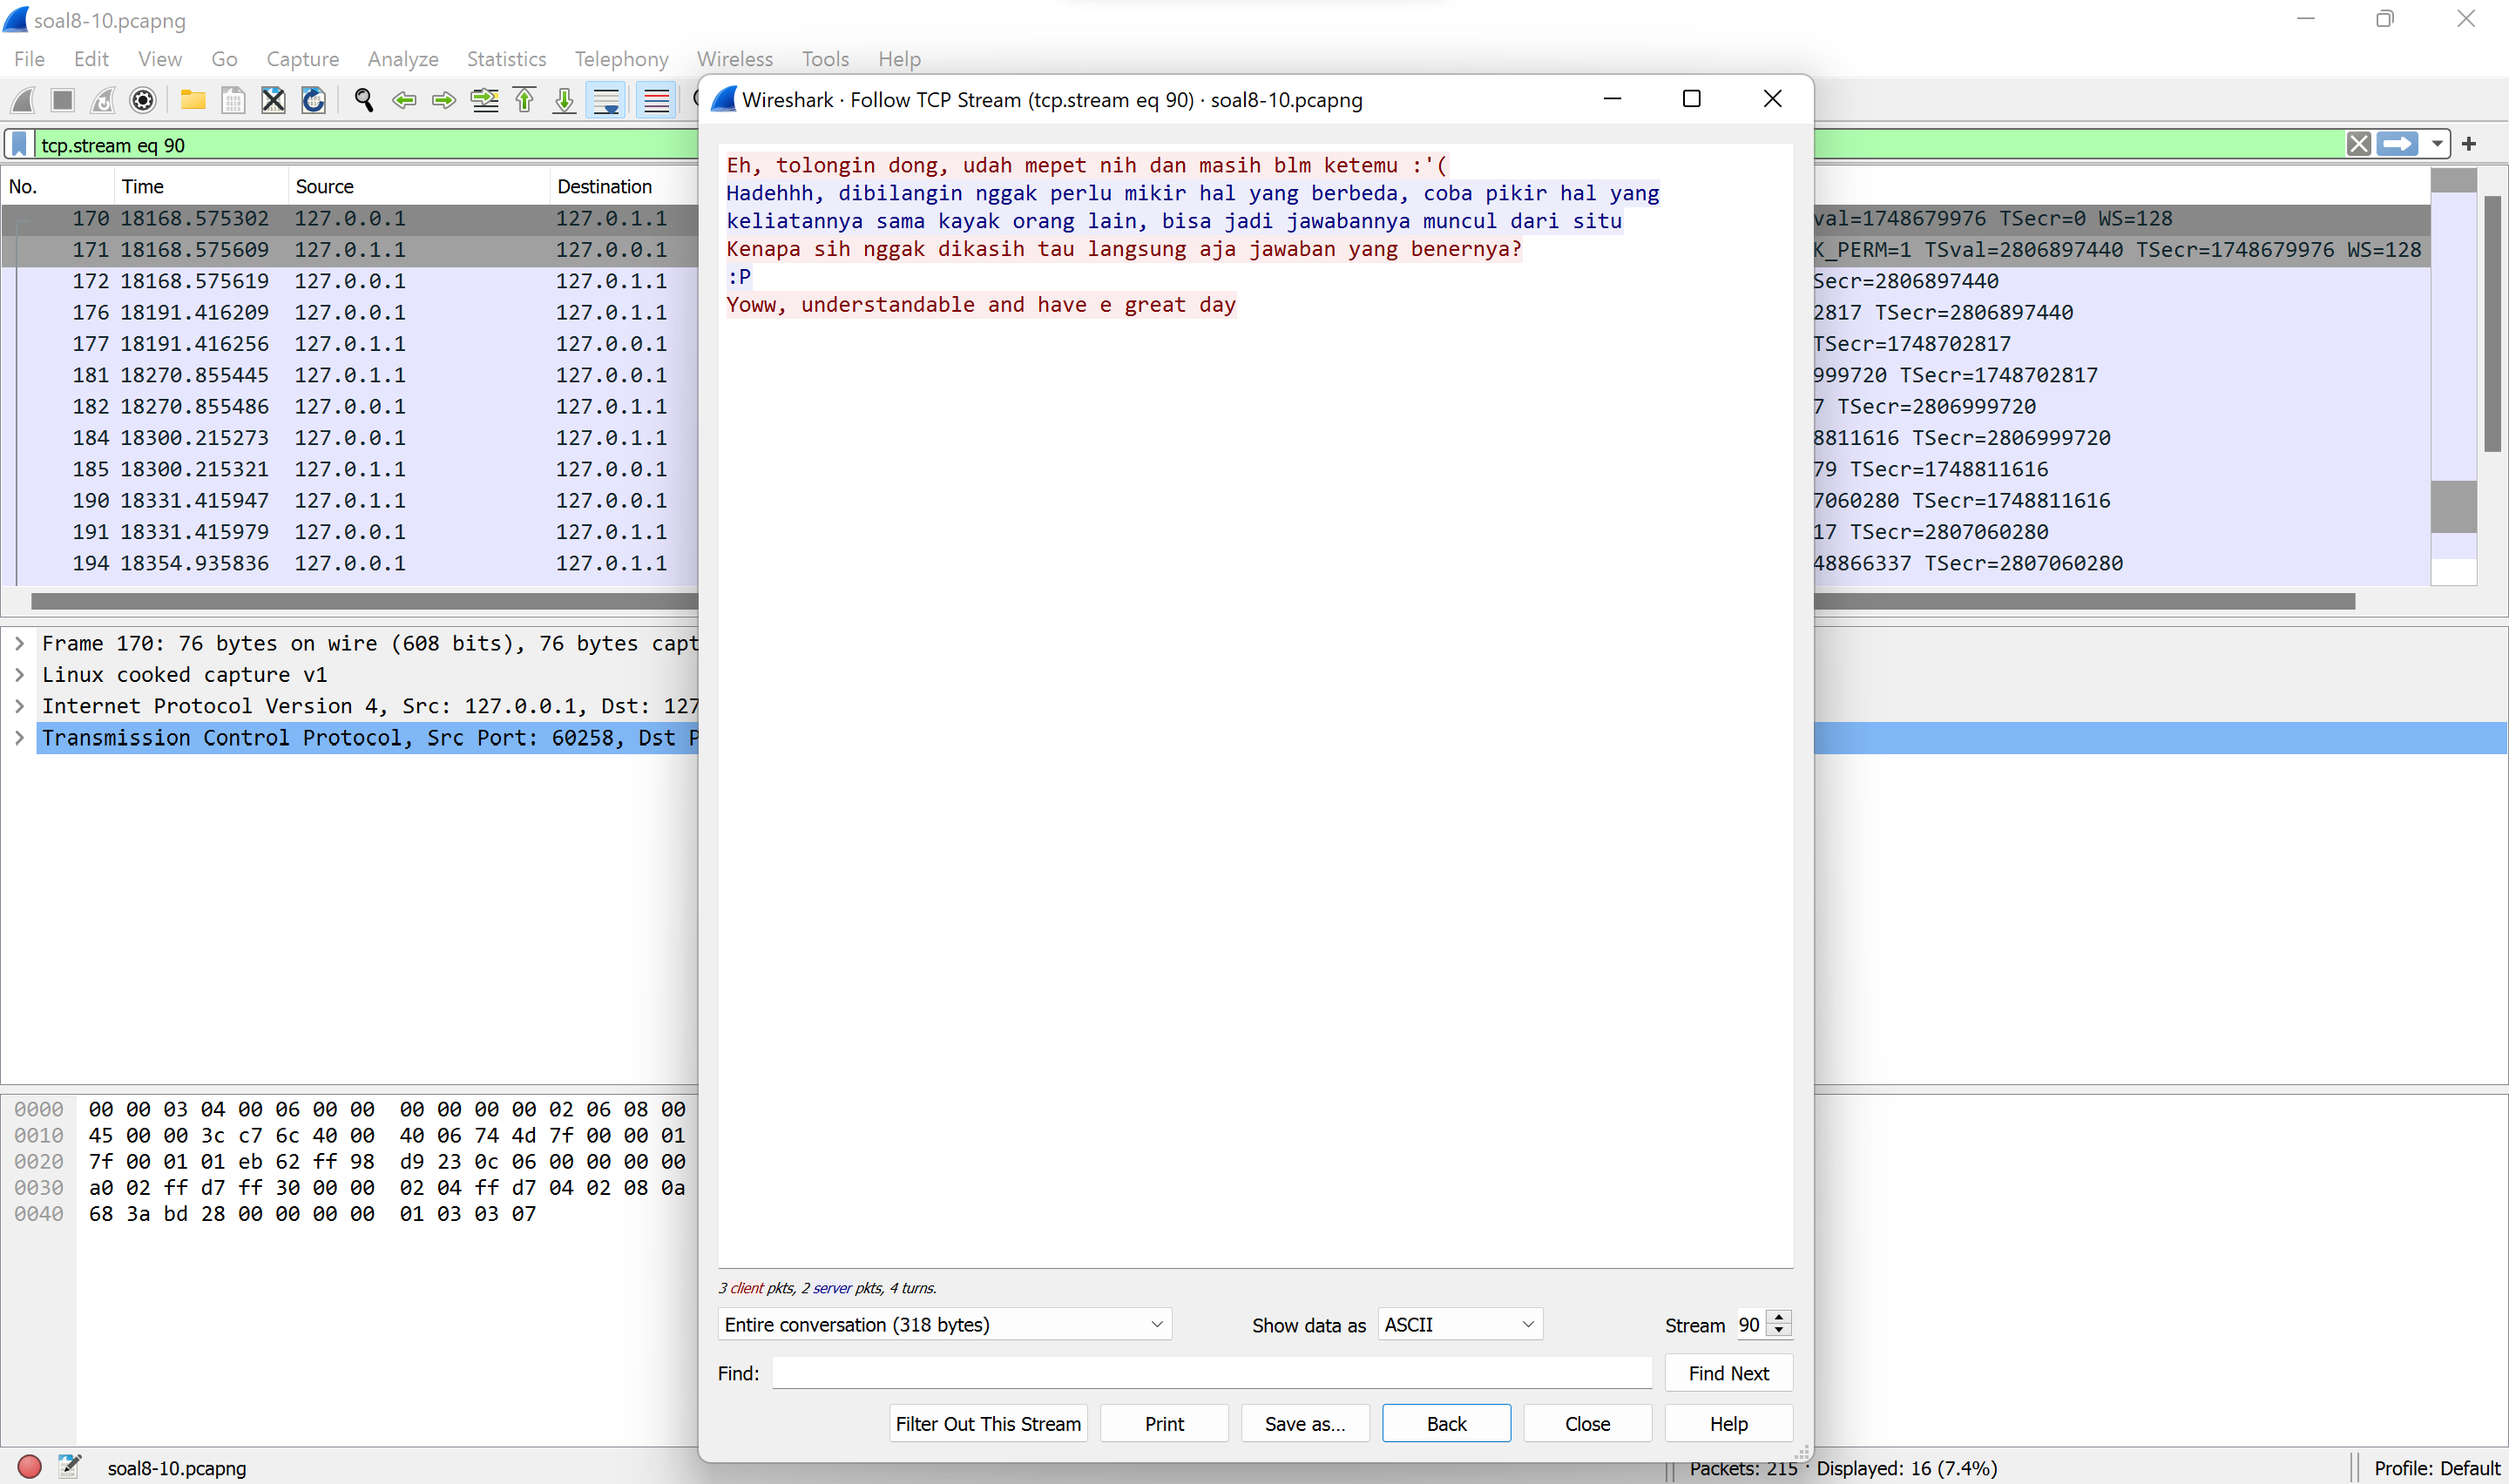 soal8-10.pcapng
File Edit View Go Capture Analyze Statistics Telephony Wireless Tools Help
Wireshark · Follow TCP Stream (tcp.stream eq 90) · soal8-10.pcapng
tcp.stream eq 90
No. Time Source Destination
170 18168.575302 127.0.0.1 127.0.1.1 val=1748679976 TSecr=0 WS=128
171 18168.575609 127.0.1.1 127.0.0.1 K_PERM=1 TSval=2806897440 TSecr=1748679976 WS=128
172 18168.575619 127.0.0.1 127.0.1.1 Secr=2806897440
176 18191.416209 127.0.0.1 127.0.1.1 2817 TSecr=2806897440
177 18191.416256 127.0.1.1 127.0.0.1 TSecr=1748702817
181 18270.855445 127.0.1.1 127.0.0.1 999720 TSecr=1748702817
182 18270.855486 127.0.0.1 127.0.1.1 7 TSecr=2806999720
184 18300.215273 127.0.0.1 127.0.1.1 8811616 TSecr=2806999720
185 18300.215321 127.0.1.1 127.0.0.1 79 TSecr=1748811616
190 18331.415947 127.0.1.1 127.0.0.1 7060280 TSecr=1748811616
191 18331.415979 127.0.0.1 127.0.1.1 17 TSecr=2807060280
194 18354.935836 127.0.0.1 127.0.1.1 48866337 TSecr=2807060280
Frame 170: 76 bytes on wire (608 bits), 76 bytes capt
Linux cooked capture v1
Internet Protocol Version 4, Src: 127.0.0.1, Dst: 127
Transmission Control Protocol, Src Port: 60258, Dst P
0000 00 00 03 04 00 06 00 00 00 00 00 00 02 06 08 00
0010 45 00 00 3c c7 6c 40 00 40 06 74 4d 7f 00 00 01
0020 7f 00 01 01 eb 62 ff 98 d9 23 0c 06 00 00 00 00
0030 a0 02 ff d7 ff 30 00 00 02 04 ff d7 04 02 08 0a
0040 68 3a bd 28 00 00 00 00 01 03 03 07
Eh, tolongin dong, udah mepet nih dan masih blm ketemu :'(
Hadehhh, dibilangin nggak perlu mikir hal yang berbeda, coba pikir hal yang
keliatannya sama kayak orang lain, bisa jadi jawabannya muncul dari situ
Kenapa sih nggak dikasih tau langsung aja jawaban yang benernya?
:P
Yoww, understandable and have e great day
3 client pkts, 2 server pkts, 4 turns.
Entire conversation (318 bytes) Show data as ASCII Stream 90
Find: Find Next
Filter Out This Stream Print Save as... Back Close Help
soal8-10.pcapng Packets: 215 · Displayed: 16 (7.4%) Profile: Default